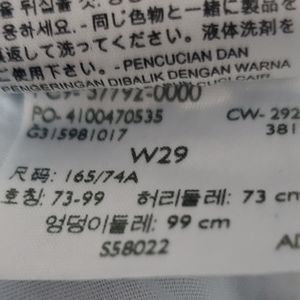 용하세요. -同じ色物と一緒に製品を
返して洗ってください。液体洗剤を
ご使用下さい。-PENCUCIAN DAN
PENGERINGAN DIBALIK DENGAN WARNA
37792-0000
PO- 4100470535 CW- 292
G315981017 381
W29
尺码: 165/74A
호칭: 73-99 허리둘레: 73 cm
엉덩이둘레: 99 cm
S58022